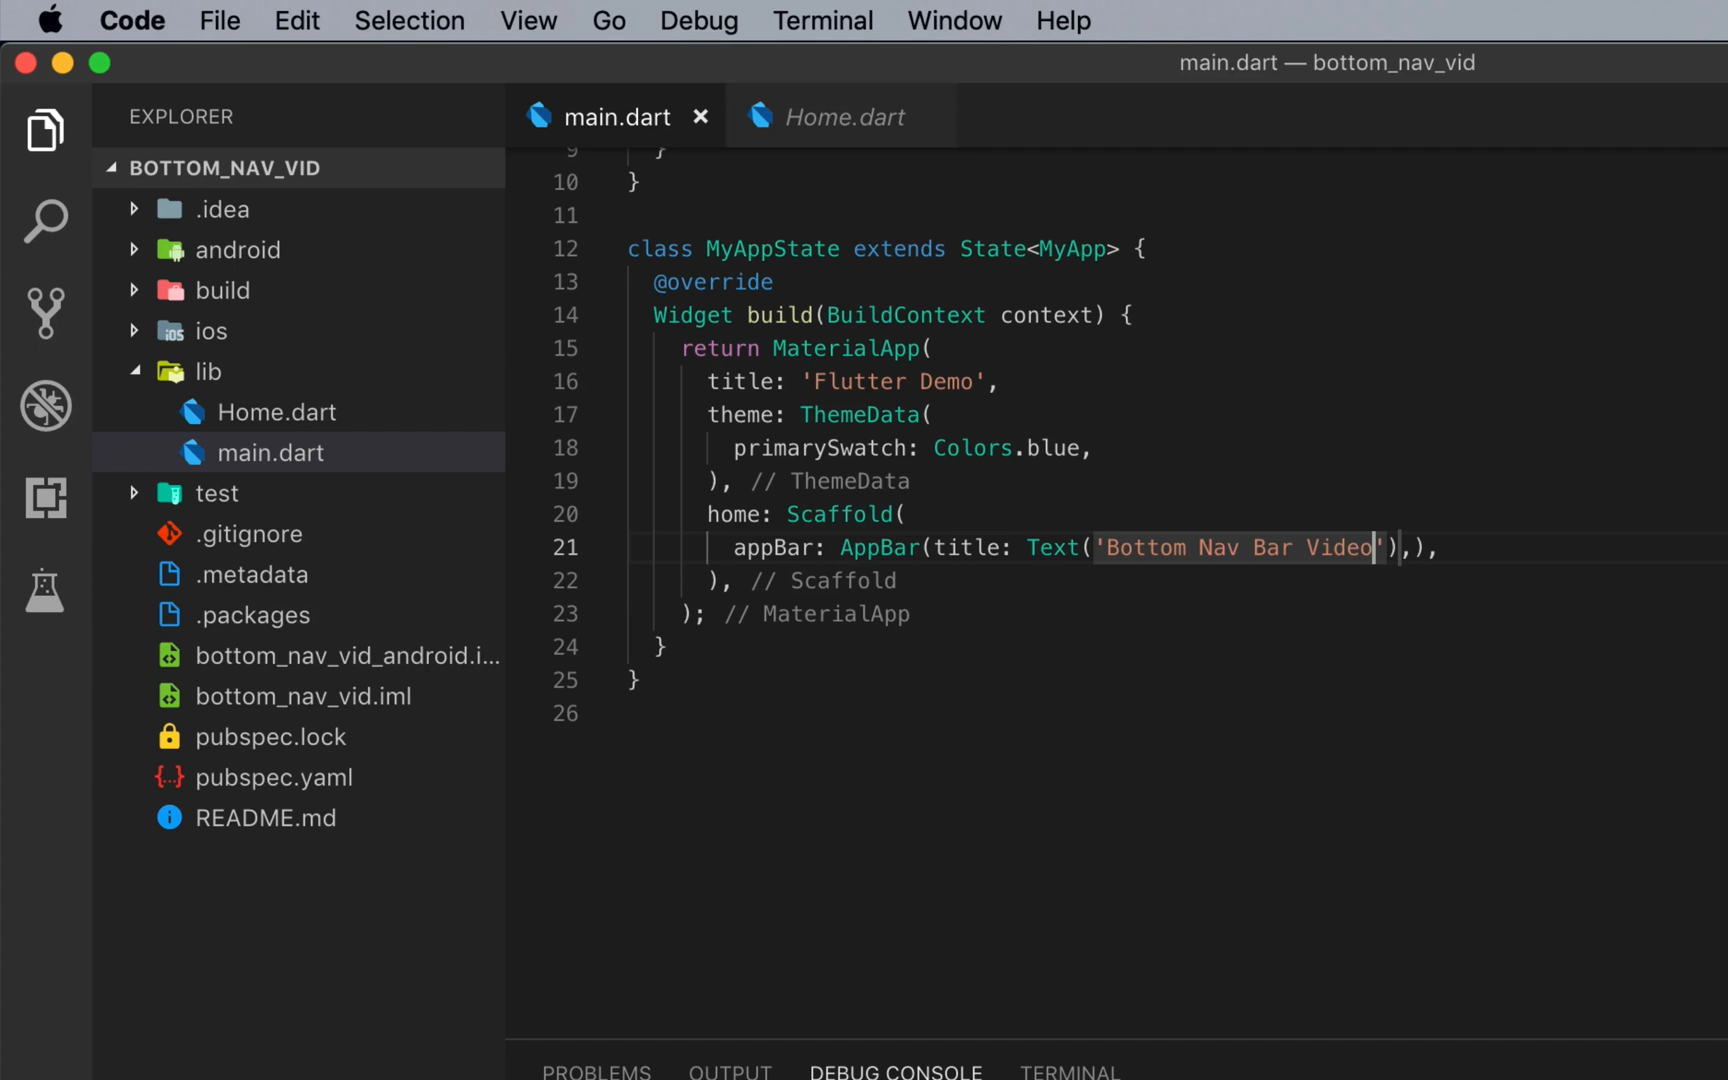 Code File Edit Selection View Go Debug Terminal Window Help
main.dart — bottom_nav_vid
EXPLORER
BOTTOM_NAV_VID
.idea
android
build
ios
lib
Home.dart
main.dart
test
.gitignore
.metadata
.packages
bottom_nav_vid_android.i...
bottom_nav_vid.iml
pubspec.lock
pubspec.yaml
README.md
main.dart Home.dart
9 }
10 }
11
12 class MyAppState extends State<MyApp> {
13 @override
14 Widget build(BuildContext context) {
15 return MaterialApp(
16 title: 'Flutter Demo',
17 theme: ThemeData(
18 primarySwatch: Colors.blue,
19 ), // ThemeData
20 home: Scaffold(
21 appBar: AppBar(title: Text('Bottom Nav Bar Video'),),
22 ), // Scaffold
23 ); // MaterialApp
24 }
25 }
26
PROBLEMS OUTPUT DEBUG CONSOLE TERMINAL